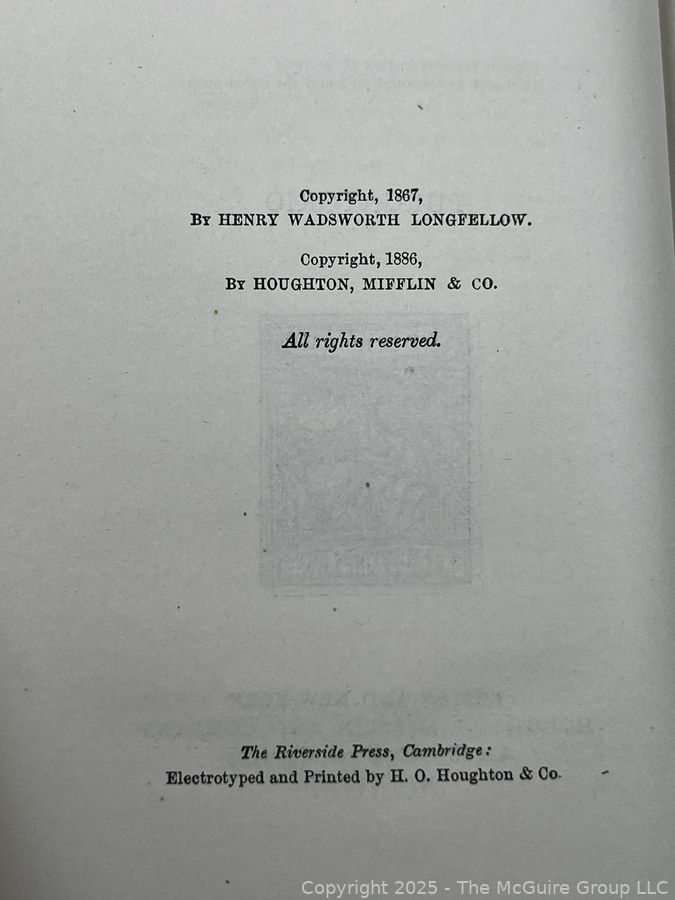 Copyright, 1867,
BY HENRY WADSWORTH LONGFELLOW.
Copyright, 1886,
BY HOUGHTON, MIFFLIN & CO.
All rights reserved.
The Riverside Press, Cambridge:
Electrotyped and Printed by H. O. Houghton & Co.
Copyright 2025 - The McGuire Group LLC